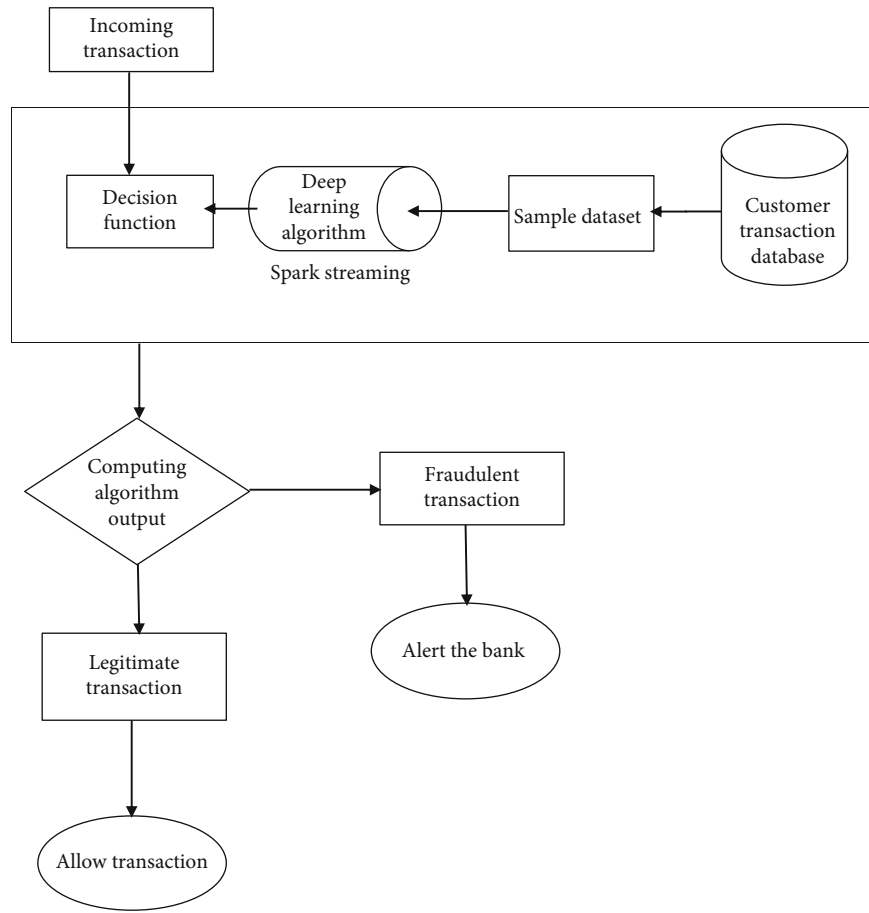 Incoming
transaction
Decision
function
Deep
learning
algorithm
Spark streaming
Sample dataset
Customer
transaction
database
Computing
algorithm
output
Fraudulent
transaction
Legitimate
transaction
Alert the bank
Allow transaction